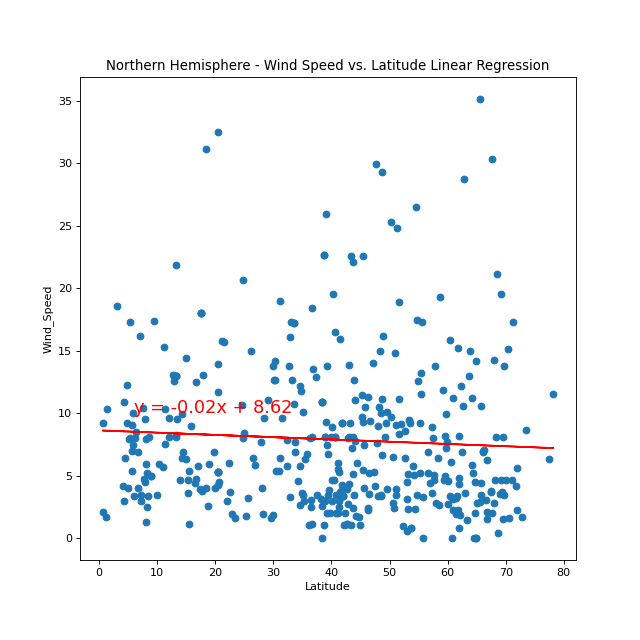 Northern Hemisphere - Wind Speed vs. Latitude Linear Regression
35
30
25
20
15
10
5
0
Wind_Speed
y = -0.02x + 8.62
0 10 20 30 40 50 60 70 80
Latitude